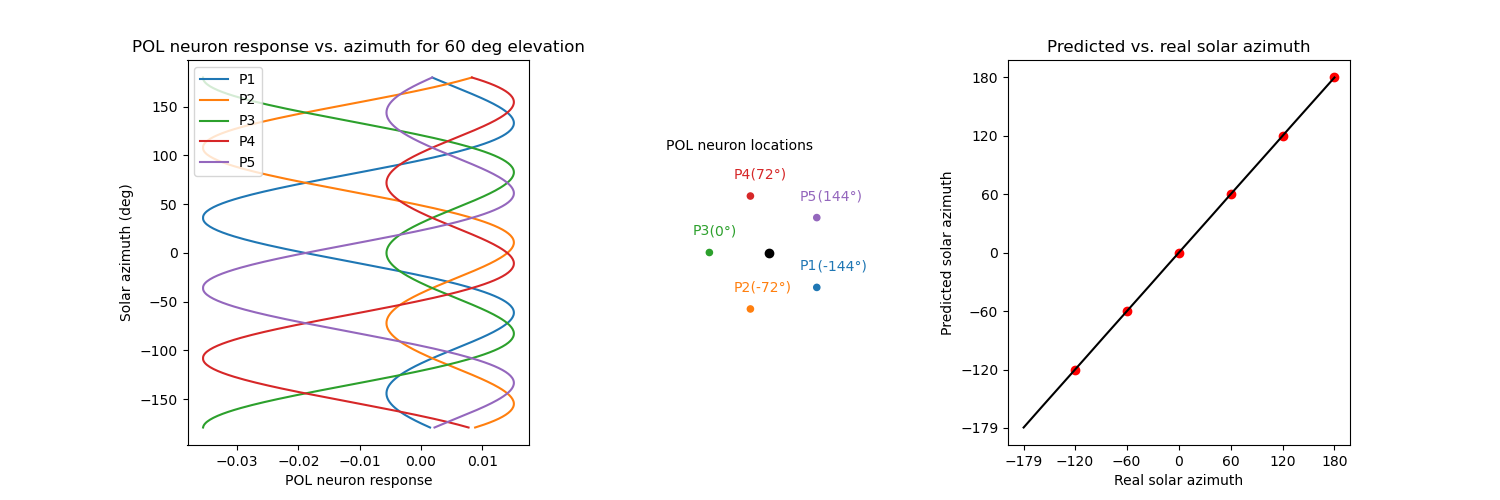 POL neuron response vs. azimuth for 60 deg elevation
P1
P2
P3
P4
P5
150
100
50
0
−50
−100
−150
Solar azimuth (deg)
−0.03
−0.02
−0.01
0.00
0.01
POL neuron response
POL neuron locations
P4(72°)
P5(144°)
P3(0°)
P1(-144°)
P2(-72°)
Predicted vs. real solar azimuth
180
120
60
0
−60
−120
−179
Predicted solar azimuth
−179
−120
−60
0
60
120
180
Real solar azimuth